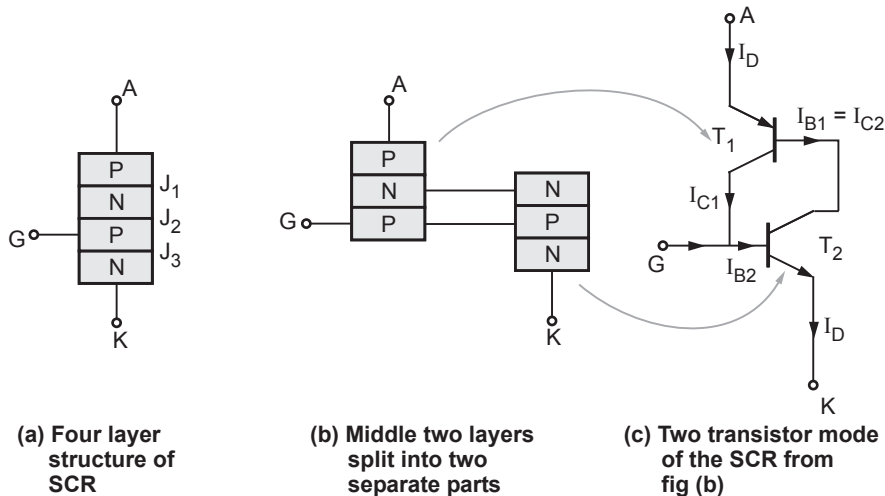 A
P
N
P
N
J1
J2
J3
G
K
(a) Four layer
structure of
SCR
A
P
N
P
G
N
P
N
K
(b) Middle two layers
split into two
separate parts
A
ID
T1
IB1 = IC2
IC1
G
IB2
T2
ID
K
(c) Two transistor mode
of the SCR from
fig (b)